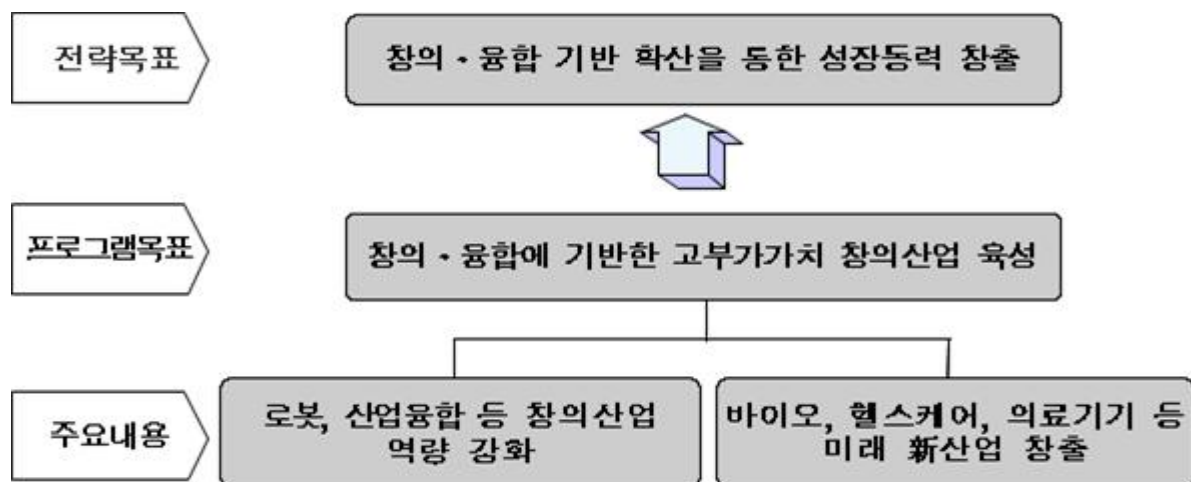 전략목표
창의・융합 기반 확산을 통한 성장동력 창출
프로그램목표
창의・융합에 기반한 고부가가치 창의산업 육성
주요내용
로봇, 산업융합 등 창의산업
역량 강화
바이오, 헬스케어, 의료기기 등
미래 新산업 창출